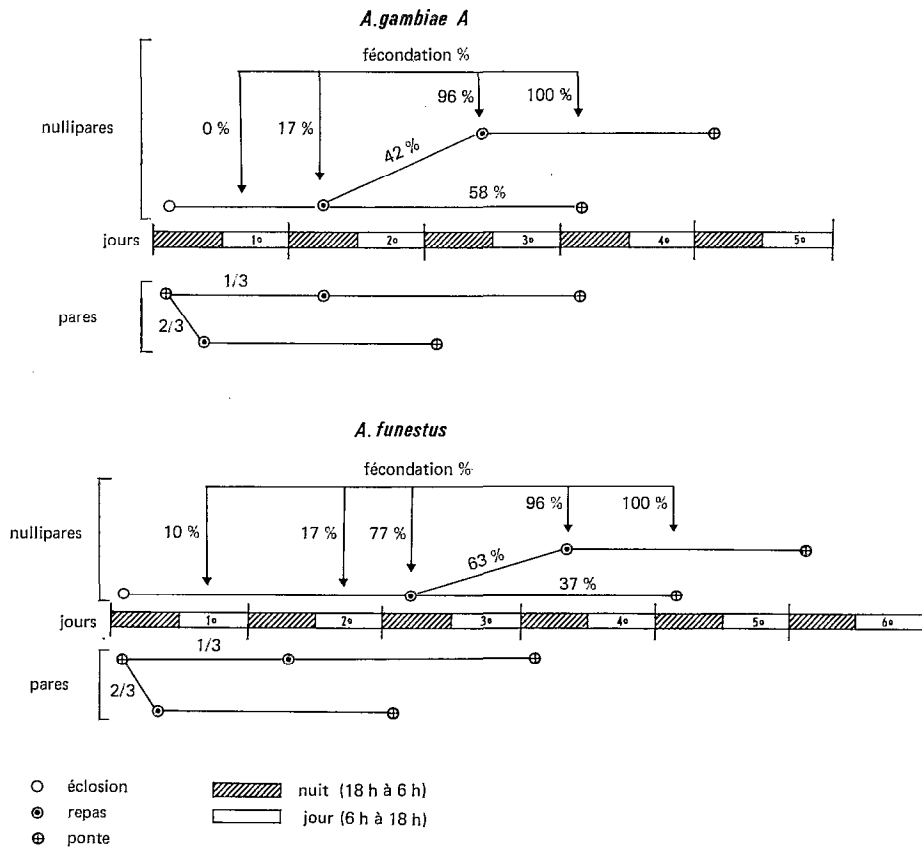 A.gambiae A
fécondation %
nullipares
0 %
17 %
96 %
100 %
42 %
58 %
jours
1º
2º
3º
4º
5º
pares
1/3
2/3
A. funestus
fécondation %
nullipares
10 %
17 %
77 %
96 %
100 %
63 %
37 %
jours
1º
2º
3º
4º
5º
6º
pares
1/3
2/3
éclosion
repas
ponte
nuit (18 h à 6 h)
jour (6 h à 18 h)